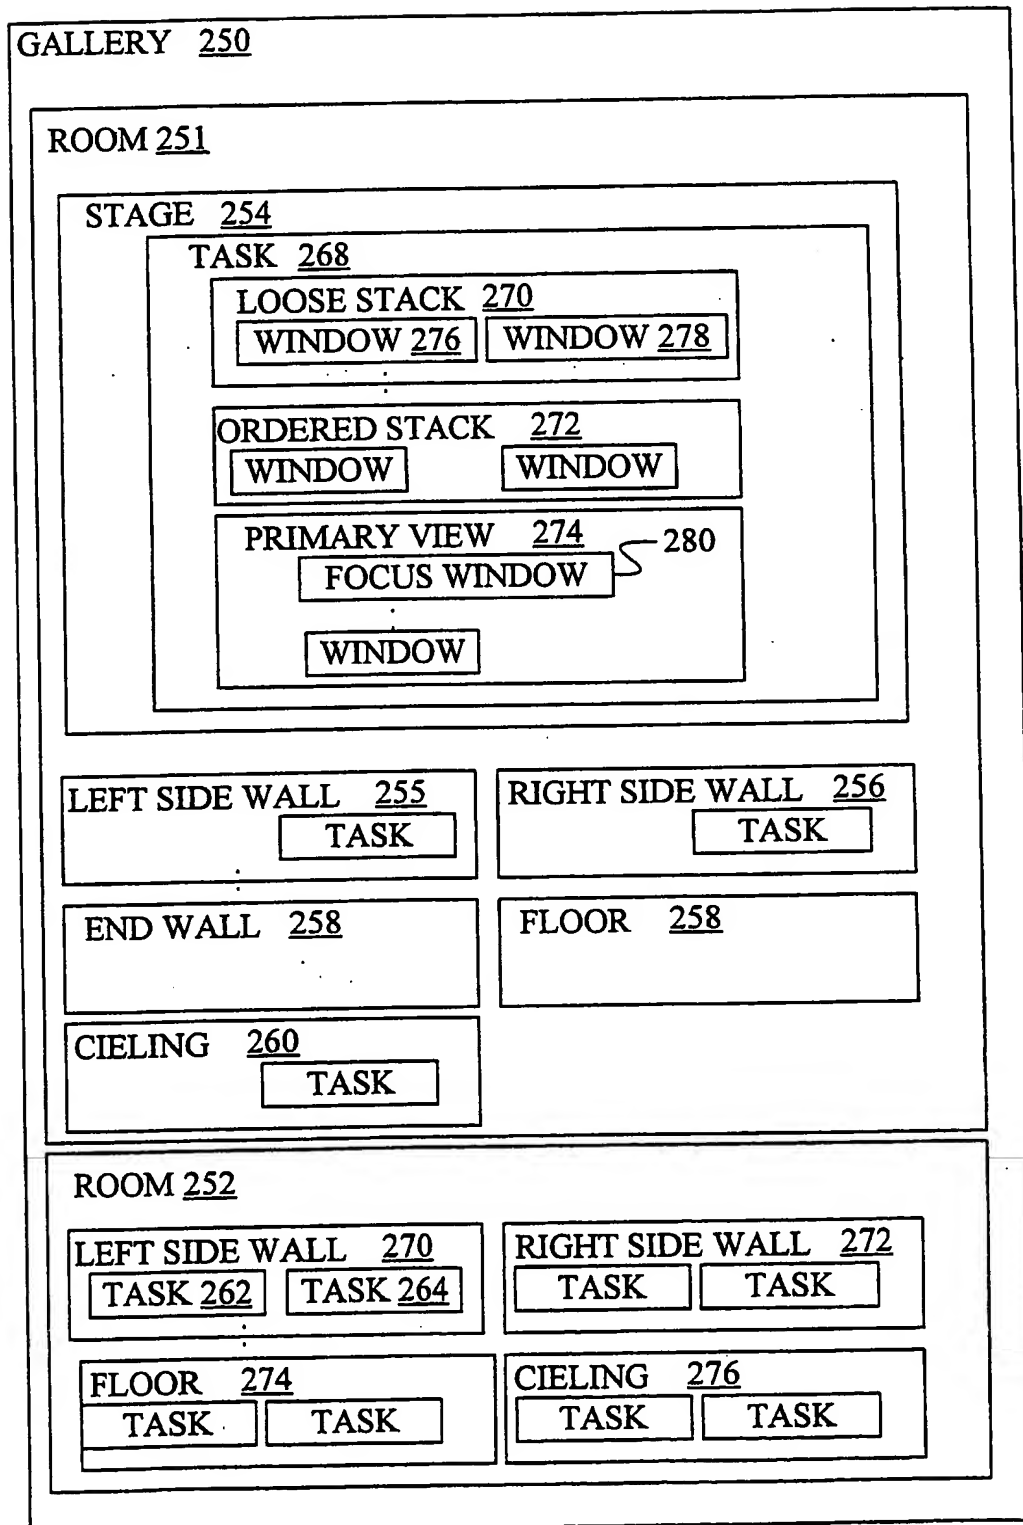 GALLERY 250
ROOM 251
STAGE 254
TASK 268
LOOSE STACK 270
WINDOW 276 WINDOW 278
ORDERED STACK 272
WINDOW WINDOW
PRIMARY VIEW 274 280
FOCUS WINDOW
WINDOW
LEFT SIDE WALL 255
TASK
RIGHT SIDE WALL 256
TASK
END WALL 258
FLOOR 258
CIELING 260
TASK
ROOM 252
LEFT SIDE WALL 270
TASK 262 TASK 264
RIGHT SIDE WALL 272
TASK TASK
FLOOR 274
TASK TASK
CIELING 276
TASK TASK